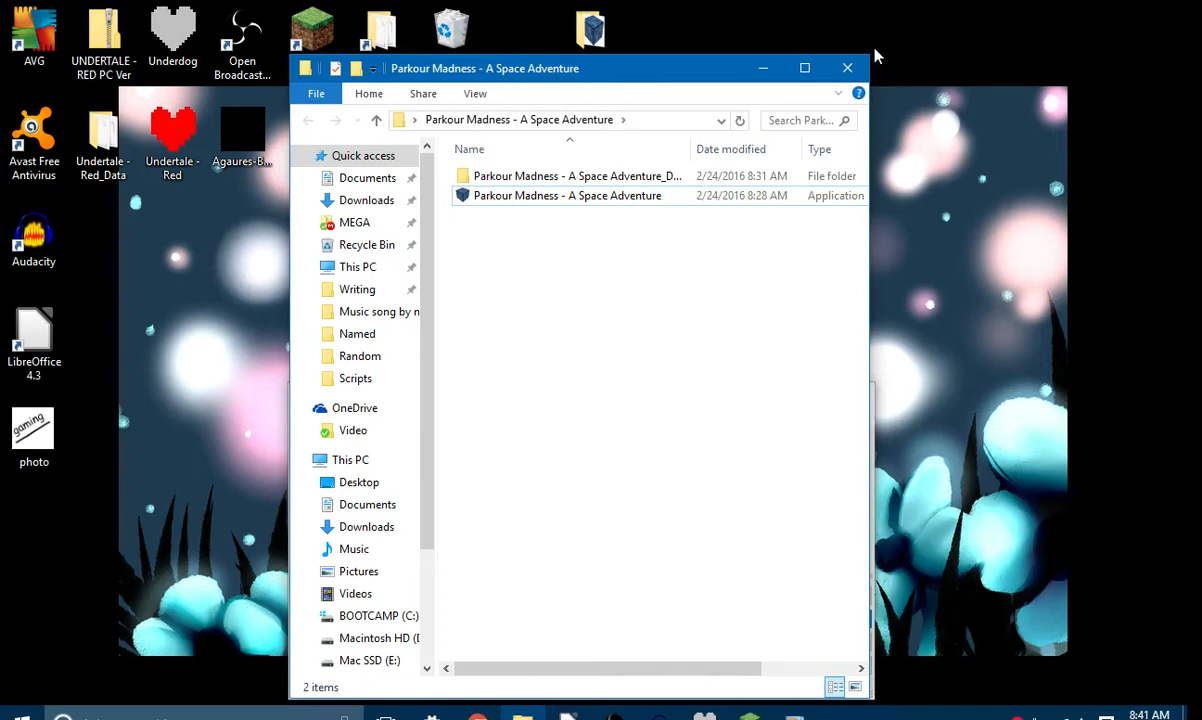 AVG
UNDERTALE -
RED PC Ver
Underdog
Open
Broadcast...
Parkour Madness - A Space Adventure
File
Home
Share
View
Parkour Madness - A Space Adventure
Search Park...
Name
Date modified
Type
Quick access
Documents
Downloads
MEGA
Recycle Bin
This PC
Writing
Music song by n
Named
Random
Scripts
OneDrive
Video
This PC
Desktop
Documents
Downloads
Music
Pictures
Videos
BOOTCAMP (C:)
Macintosh HD (D
Mac SSD (E:)
Parkour Madness - A Space Adventure_D...
2/24/2016 8:31 AM
File folder
Parkour Madness - A Space Adventure
2/24/2016 8:28 AM
Application
Avast Free
Antivirus
Undertale -
Red_Data
Undertale -
Red
Agaures-B...
Audacity
LibreOffice
4.3
gaming
photo
2 items
8:41 AM